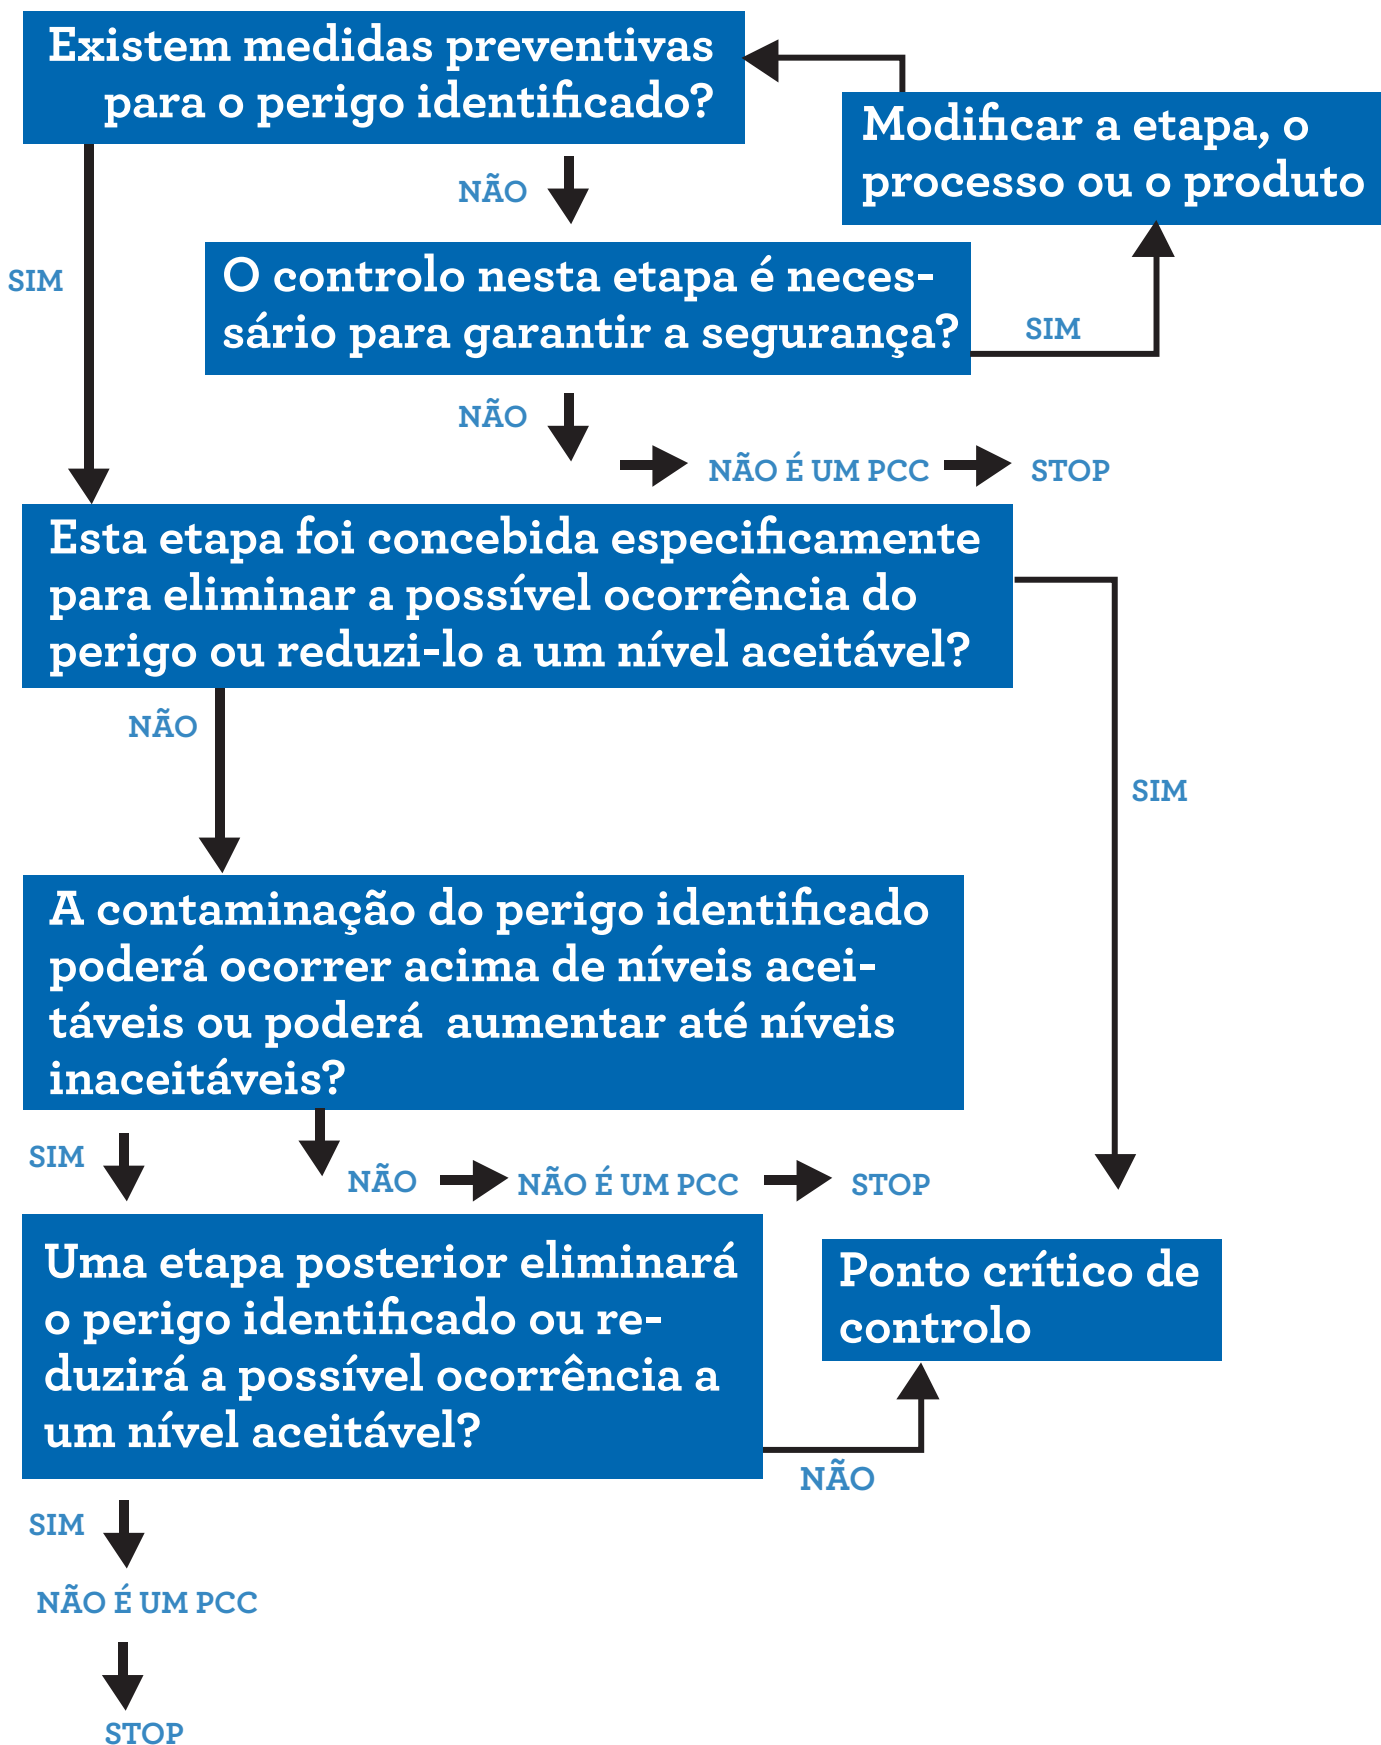 Existem medidas preventivas
para o perigo identificado?
Modificar a etapa, o
processo ou o produto
NÃO
SIM
O controlo nesta etapa é neces-
sário para garantir a segurança?
SIM
NÃO
NÃO É UM PCC
STOP
Esta etapa foi concebida especificamente
para eliminar a possível ocorrência do
perigo ou reduzi-lo a um nível aceitável?
NÃO
SIM
A contaminação do perigo identificado
poderá ocorrer acima de níveis acei-
táveis ou poderá  aumentar até níveis
inaceitáveis?
SIM
NÃO
NÃO É UM PCC
STOP
Uma etapa posterior eliminará
o perigo identificado ou re-
duzirá a possível ocorrência a
um nível aceitável?
Ponto crítico de
controlo
NÃO
SIM
NÃO É UM PCC
STOP